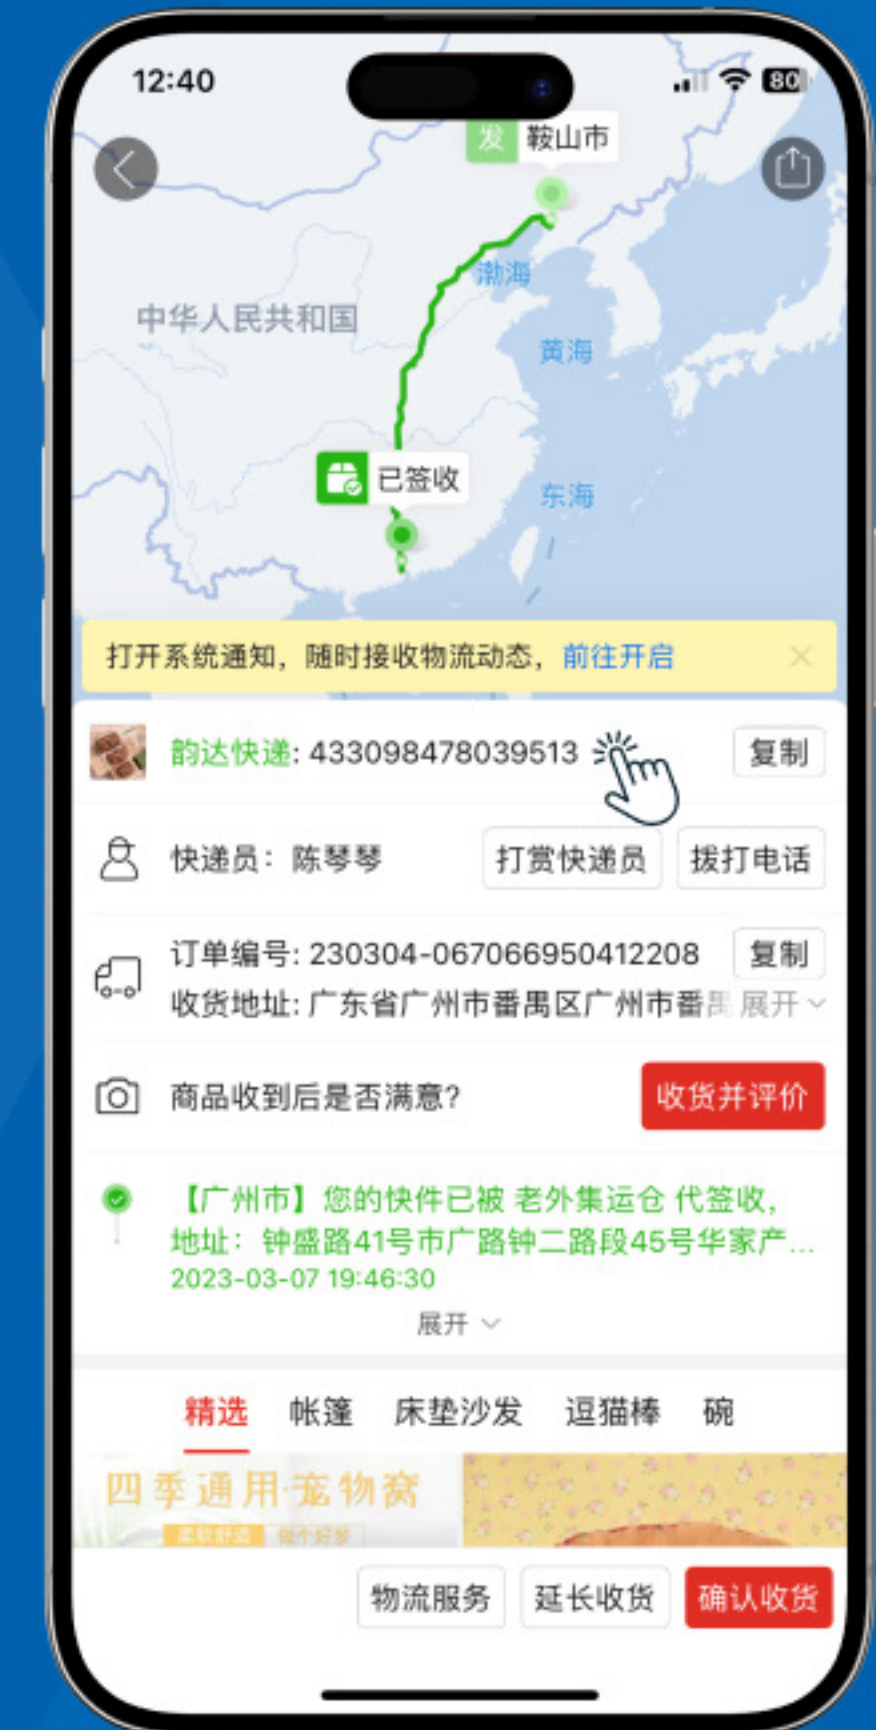 12:40
80
发 鞍山市
渤海
中华人民共和国
黄海
已签收
东海
打开系统通知，随时接收物流动态，前往开启
韵达快递: 433098478039513 复制
快递员：陈琴琴 打赏快递员 拨打电话
订单编号: 230304-067066950412208 复制
收货地址: 广东省广州市番禺区广州市番禺 展开
商品收到后是否满意? 收货并评价
【广州市】您的快件已被 老外集运仓 代签收，
地址：钟盛路41号市广路钟二路段45号华家产...
2023-03-07 19:46:30
展开
精选 帐篷 床垫沙发 逗猫棒 碗
四季通用·宠物窝
柔软舒适 做个好梦
物流服务 延长收货 确认收货